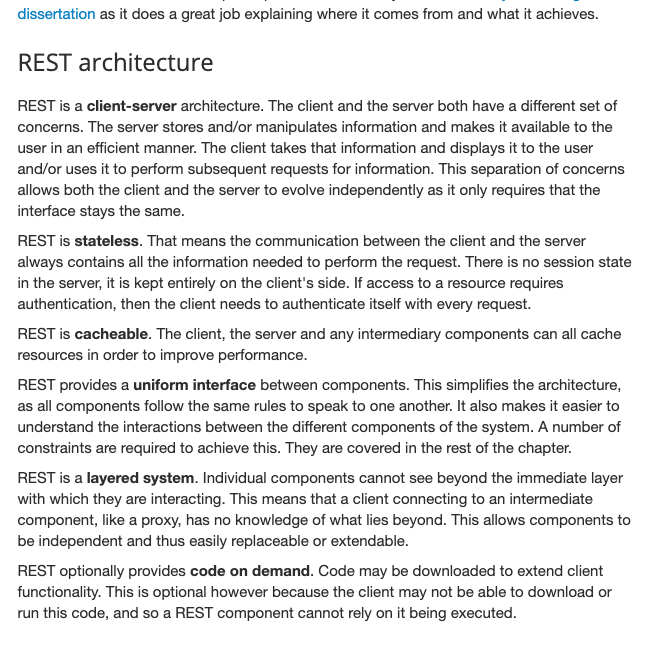 dissertation as it does a great job explaining where it comes from and what it achieves.
REST architecture
REST is a client-server architecture. The client and the server both have a different set of
concerns. The server stores and/or manipulates information and makes it available to the
user in an efficient manner. The client takes that information and displays it to the user
and/or uses it to perform subsequent requests for information. This separation of concerns
allows both the client and the server to evolve independently as it only requires that the
interface stays the same.
REST is stateless. That means the communication between the client and the server
always contains all the information needed to perform the request. There is no session state
in the server, it is kept entirely on the client's side. If access to a resource requires
authentication, then the client needs to authenticate itself with every request.
REST is cacheable. The client, the server and any intermediary components can all cache
resources in order to improve performance.
REST provides a uniform interface between components. This simplifies the architecture,
as all components follow the same rules to speak to one another. It also makes it easier to
understand the interactions between the different components of the system. A number of
constraints are required to achieve this. They are covered in the rest of the chapter.
REST is a layered system. Individual components cannot see beyond the immediate layer
with which they are interacting. This means that a client connecting to an intermediate
component, like a proxy, has no knowledge of what lies beyond. This allows components to
be independent and thus easily replaceable or extendable.
REST optionally provides code on demand. Code may be downloaded to extend client
functionality. This is optional however because the client may not be able to download or
run this code, and so a REST component cannot rely on it being executed.